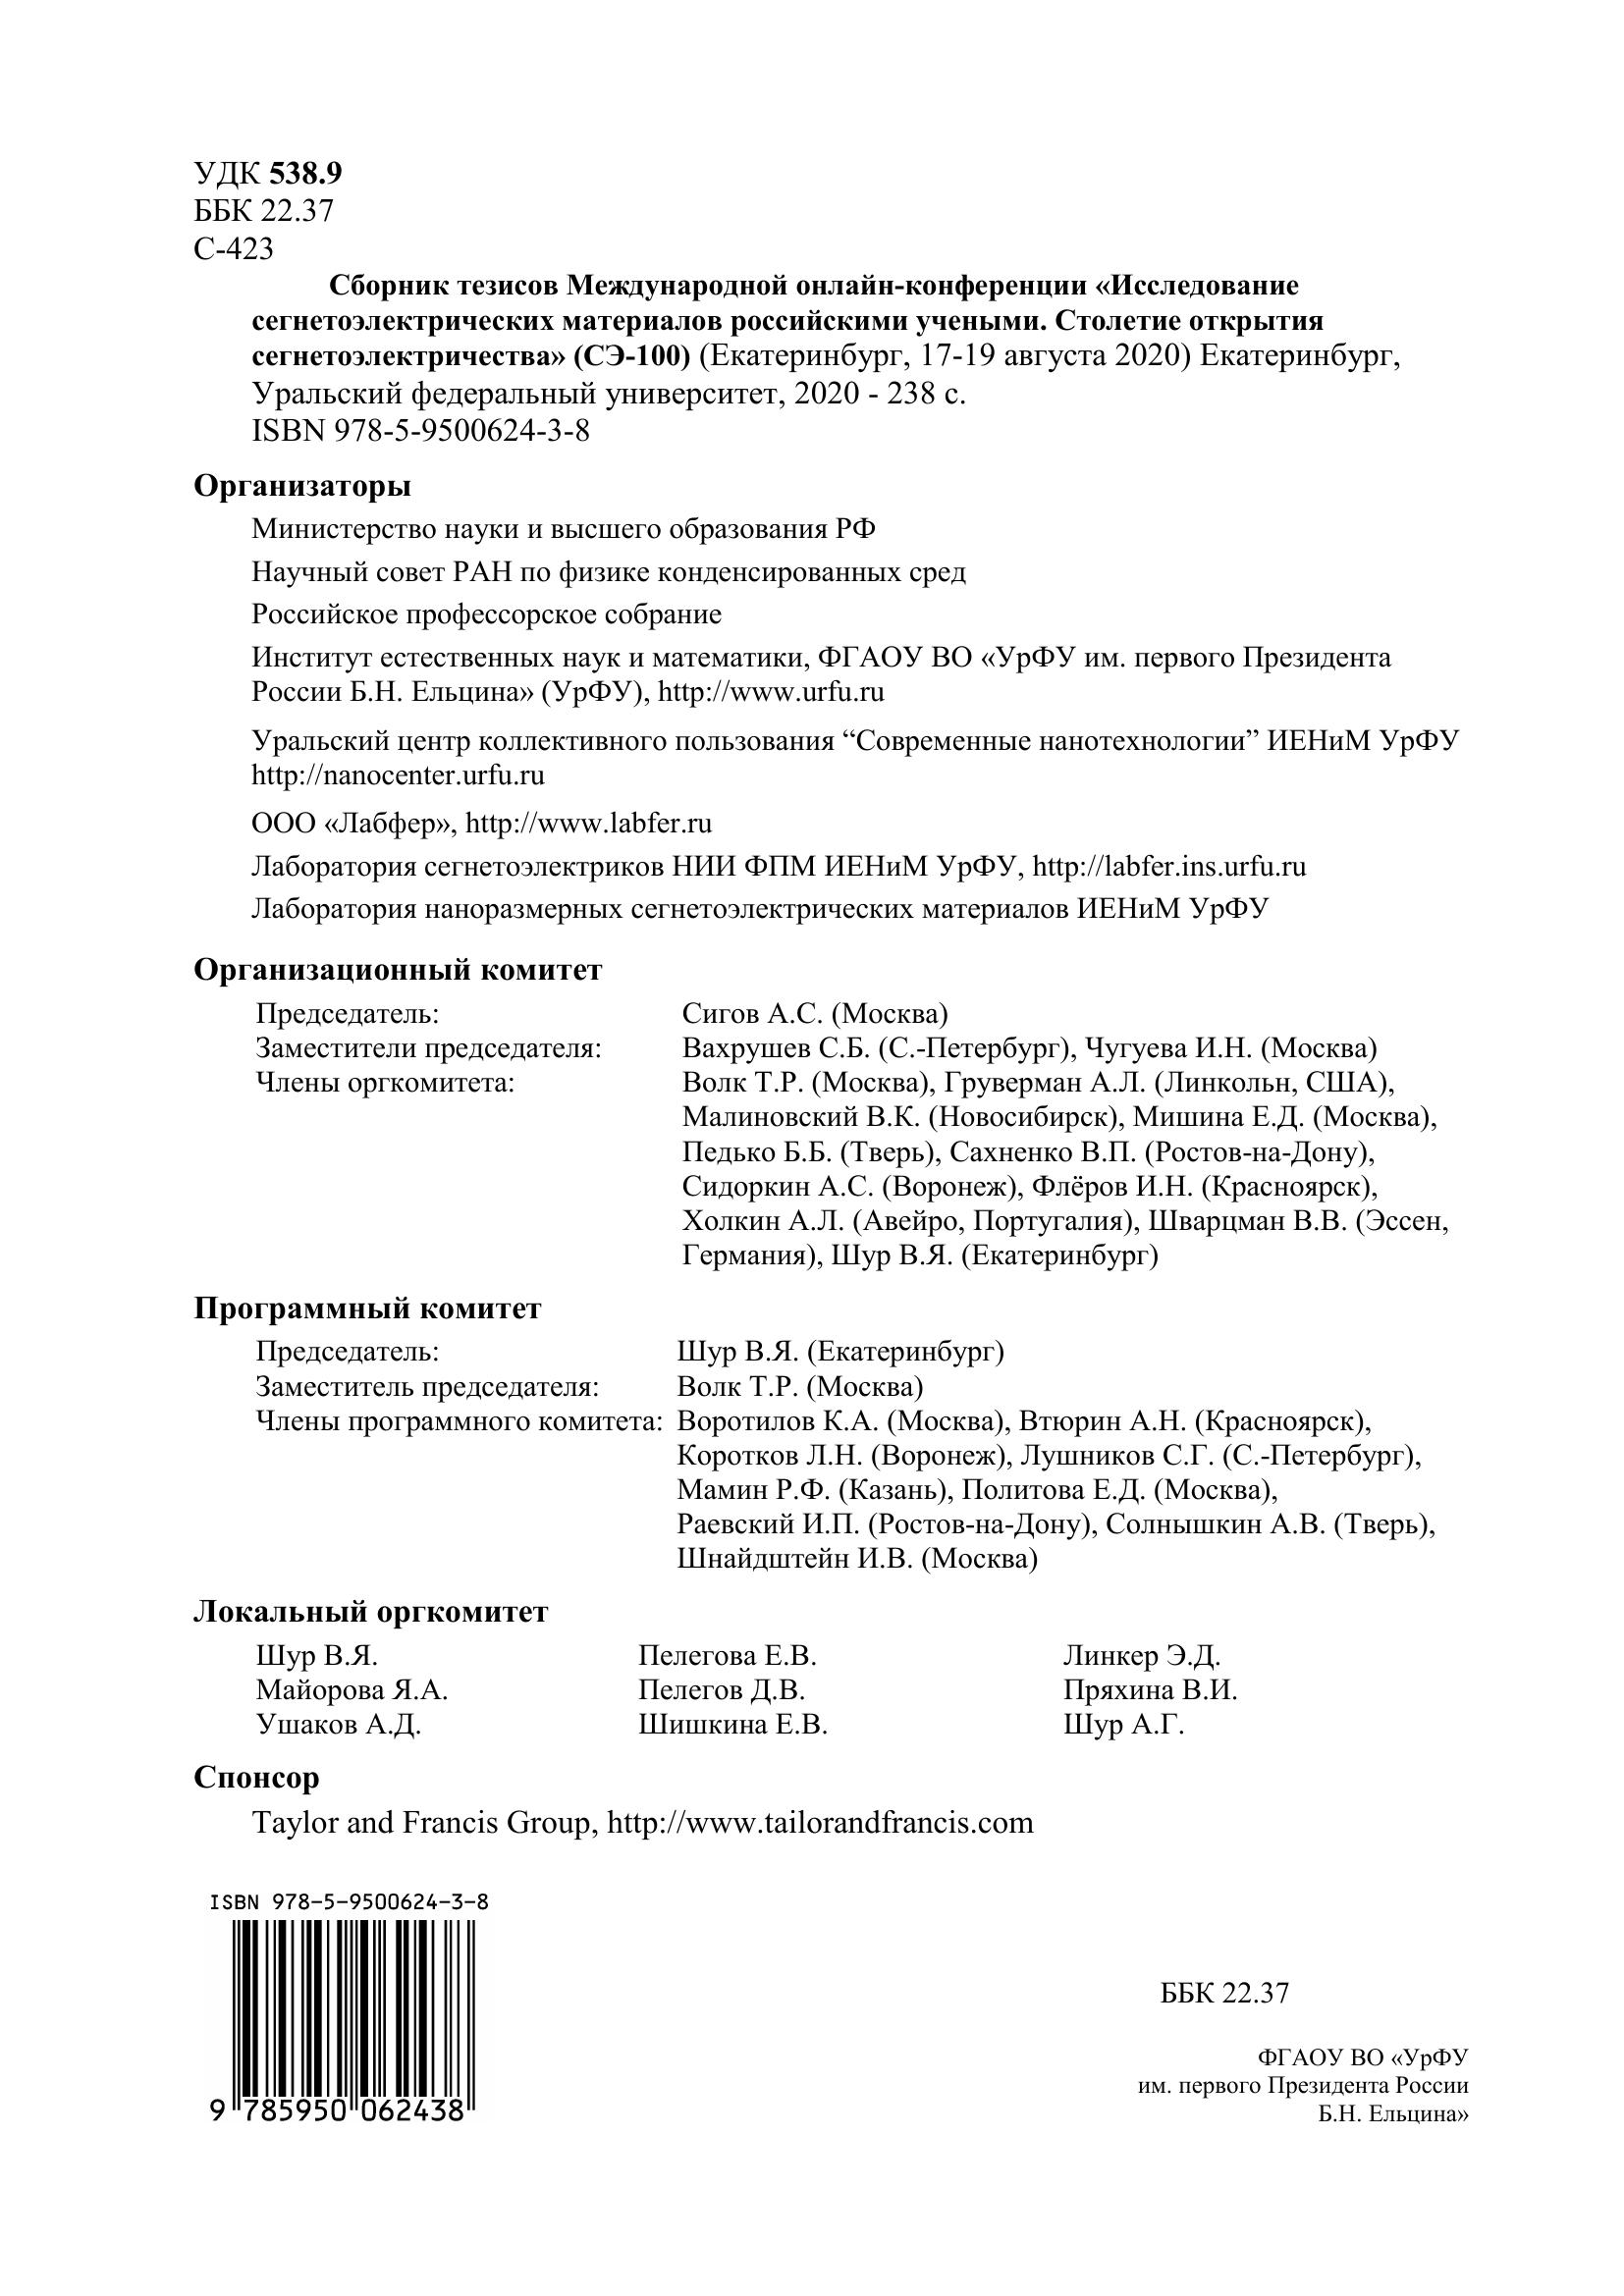 УДК 538.9
ББК 22.37
С-423
Сборник тезисов Международной онлайн-конференции «Исследование
сегнетоэлектрических материалов российскими учеными. Столетие открытия
сегнетоэлектричества» (СЭ-100) (Екатеринбург, 17-19 августа 2020) Екатеринбург,
Уральский федеральный университет, 2020 - 238 с.
ISBN 978-5-9500624-3-8
Организаторы
Министерство науки и высшего образования РФ
Научный совет РАН по физике конденсированных сред
Российское профессорское собрание
Институт естественных наук и математики, ФГАОУ ВО «УрФУ им. первого Президента
России Б.Н. Ельцина» (УрФУ), http://www.urfu.ru
Уральский центр коллективного пользования “Современные нанотехнологии” ИЕНиМ УрФУ
http://nanocenter.urfu.ru
ООО «Лабфер», http://www.labfer.ru
Лаборатория сегнетоэлектриков НИИ ФПМ ИЕНиМ УрФУ, http://labfer.ins.urfu.ru
Лаборатория наноразмерных сегнетоэлектрических материалов ИЕНиМ УрФУ
Организационный комитет
Председатель: Сигов А.С. (Москва)
Заместители председателя: Вахрушев С.Б. (С.-Петербург), Чугуева И.Н. (Москва)
Члены оргкомитета: Волк Т.Р. (Москва), Груверман А.Л. (Линкольн, США),
Малиновский В.К. (Новосибирск), Мишина Е.Д. (Москва),
Педько Б.Б. (Тверь), Сахненко В.П. (Ростов-на-Дону),
Сидоркин А.С. (Воронеж), Флёров И.Н. (Красноярск),
Холкин А.Л. (Авейро, Португалия), Шварцман В.В. (Эссен,
Германия), Шур В.Я. (Екатеринбург)
Программный комитет
Председатель: Шур В.Я. (Екатеринбург)
Заместитель председателя: Волк Т.Р. (Москва)
Члены программного комитета: Воротилов К.А. (Москва), Втюрин А.Н. (Красноярск),
Коротков Л.Н. (Воронеж), Лушников С.Г. (С.-Петербург),
Мамин Р.Ф. (Казань), Политова Е.Д. (Москва),
Раевский И.П. (Ростов-на-Дону), Солнышкин А.В. (Тверь),
Шнайдштейн И.В. (Москва)
Локальный оргкомитет
Шур В.Я. Пелегова Е.В. Линкер Э.Д.
Майорова Я.А. Пелегов Д.В. Пряхина В.И.
Ушаков А.Д. Шишкина Е.В. Шур А.Г.
Спонсор
Taylor and Francis Group, http://www.tailorandfrancis.com
ISBN 978-5-9500624-3-8
9 785950 062438
ББК 22.37
ФГАОУ ВО «УрФУ
им. первого Президента России
Б.Н. Ельцина»